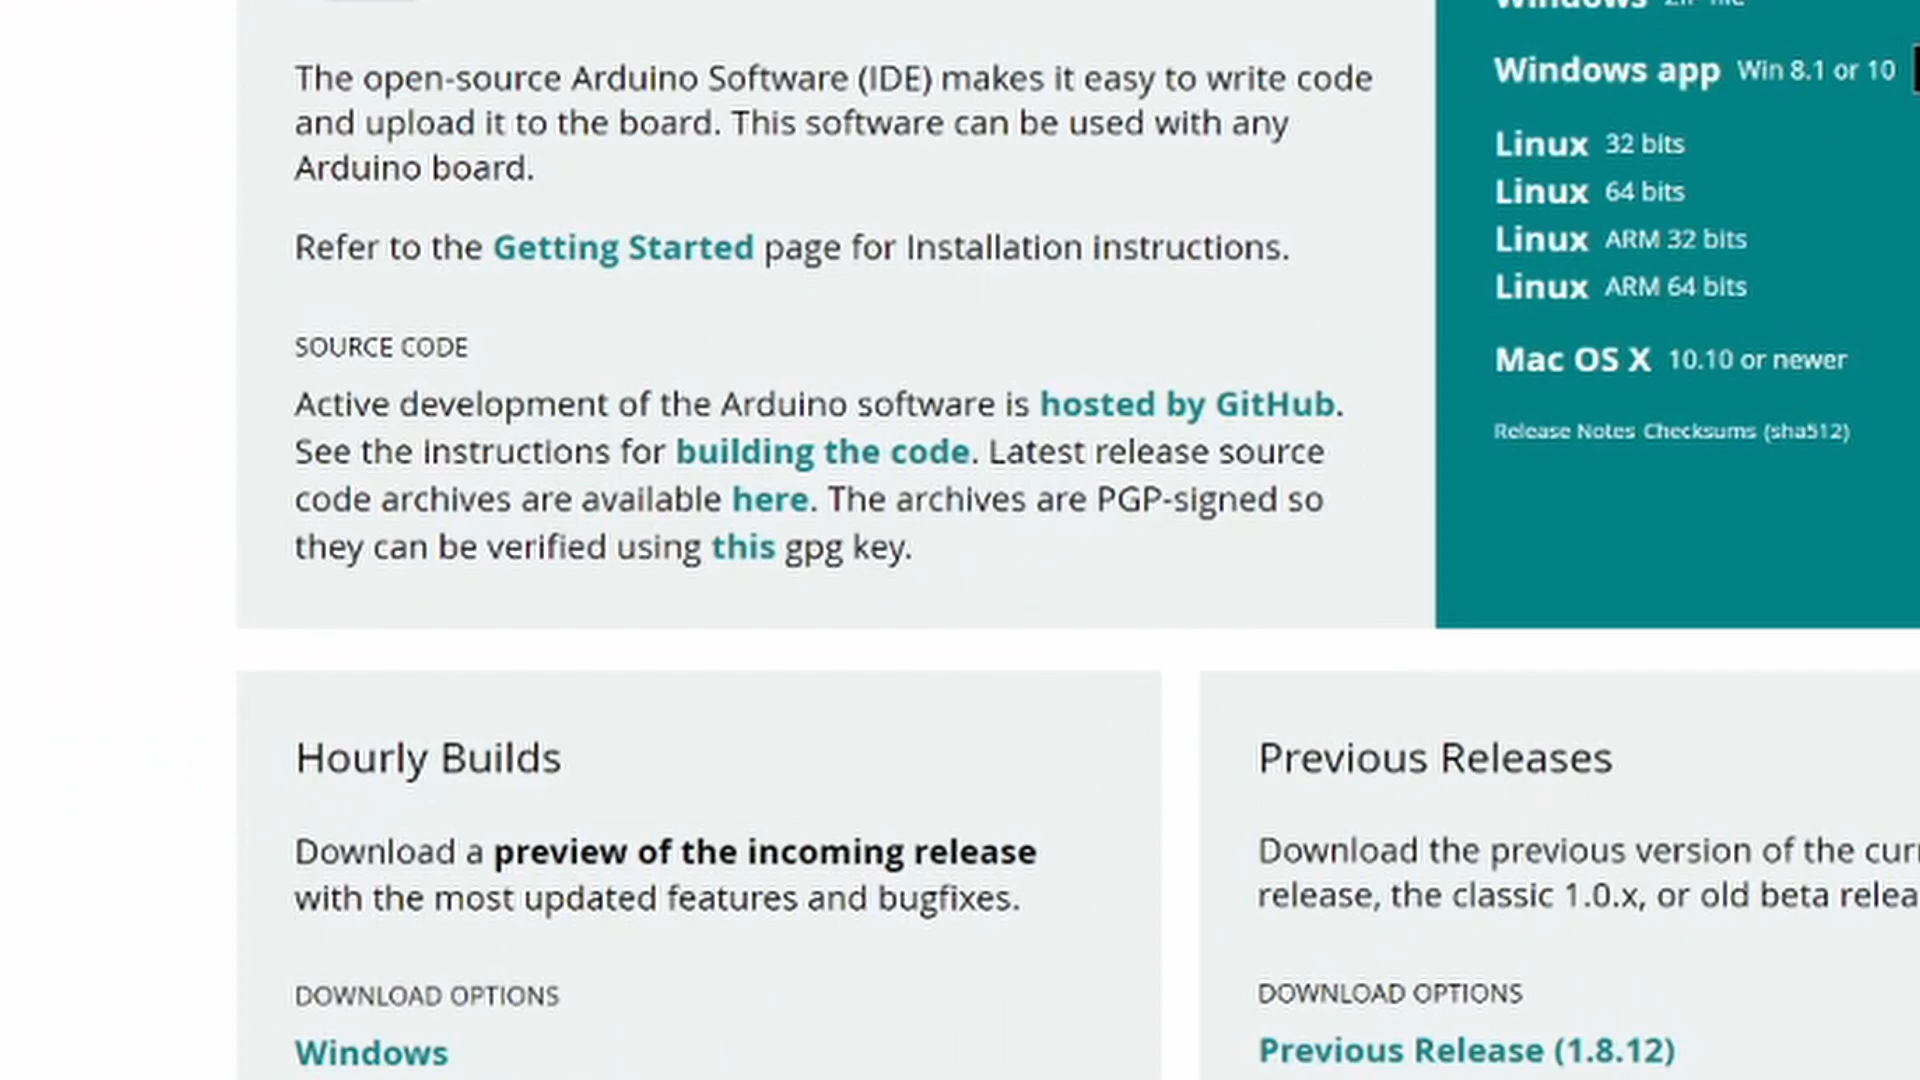 The open-source Arduino Software (IDE) makes it easy to write code
and upload it to the board. This software can be used with any
Arduino board.
Refer to the Getting Started page for Installation instructions.
SOURCE CODE
Active development of the Arduino software is hosted by GitHub.
See the instructions for building the code. Latest release source
code archives are available here. The archives are PGP-signed so
they can be verified using this gpg key.
Windows ZIP file
Windows app Win 8.1 or 10
Linux 32 bits
Linux 64 bits
Linux ARM 32 bits
Linux ARM 64 bits
Mac OS X 10.10 or newer
Release Notes Checksums (sha512)
Hourly Builds
Download a preview of the incoming release
with the most updated features and bugfixes.
DOWNLOAD OPTIONS
Windows
Previous Releases
Download the previous version of the curr
release, the classic 1.0.x, or old beta relea
DOWNLOAD OPTIONS
Previous Release (1.8.12)